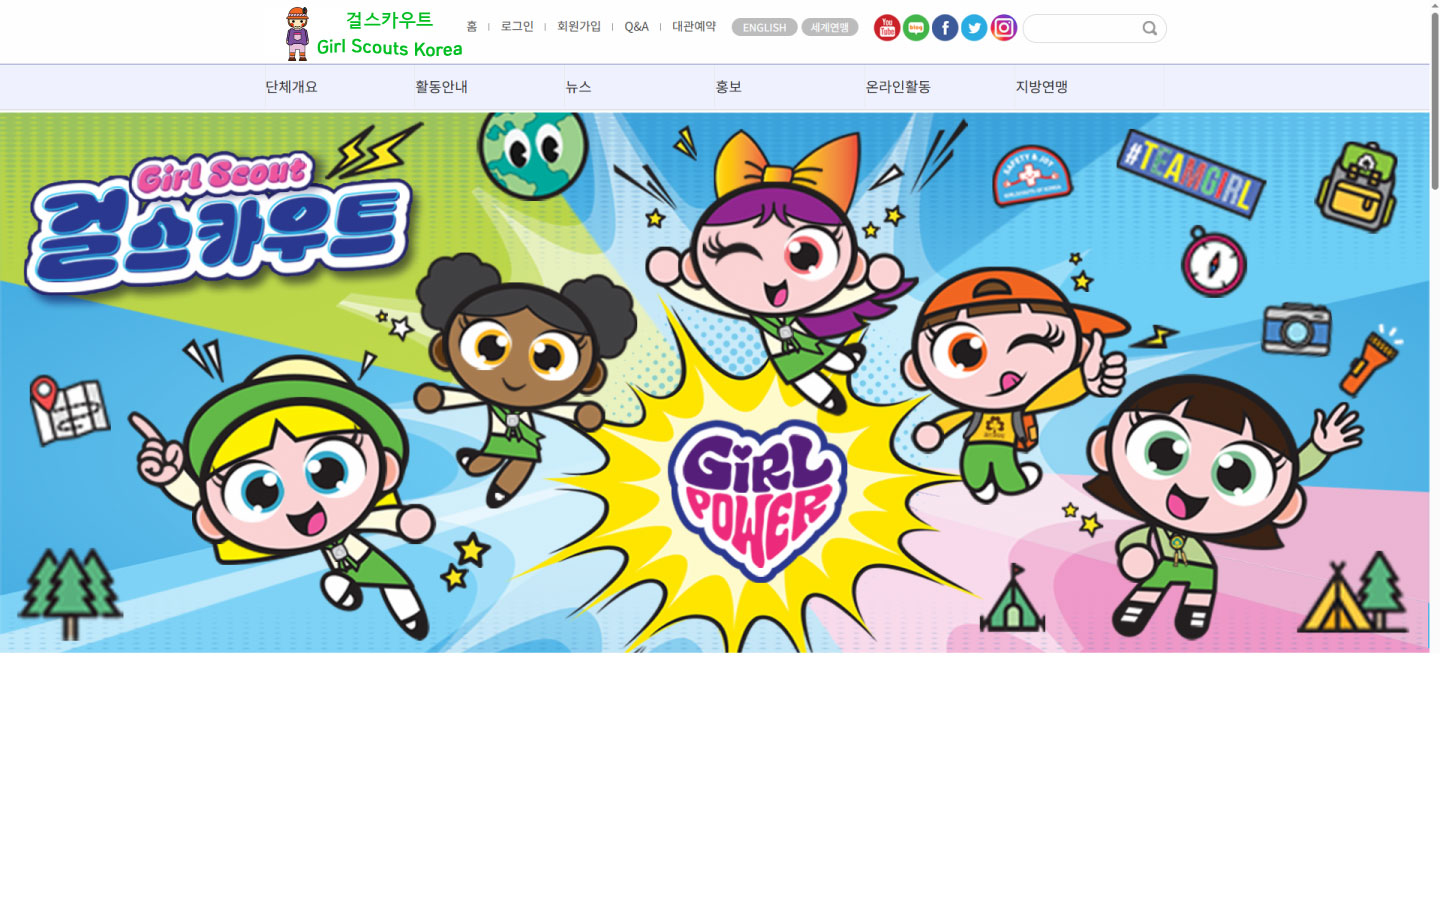 걸스카우트
Girl Scouts Korea
홈
로그인
회원가입
Q&A
대관예약
ENGLISH
세계연맹
You
Tube
blog
f
단체개요
활동안내
뉴스
홍보
온라인활동
지방연맹
Girl Scout
걸스카우트
SAFETY & JOY
#TEAMGIRL
GIRL
POWER